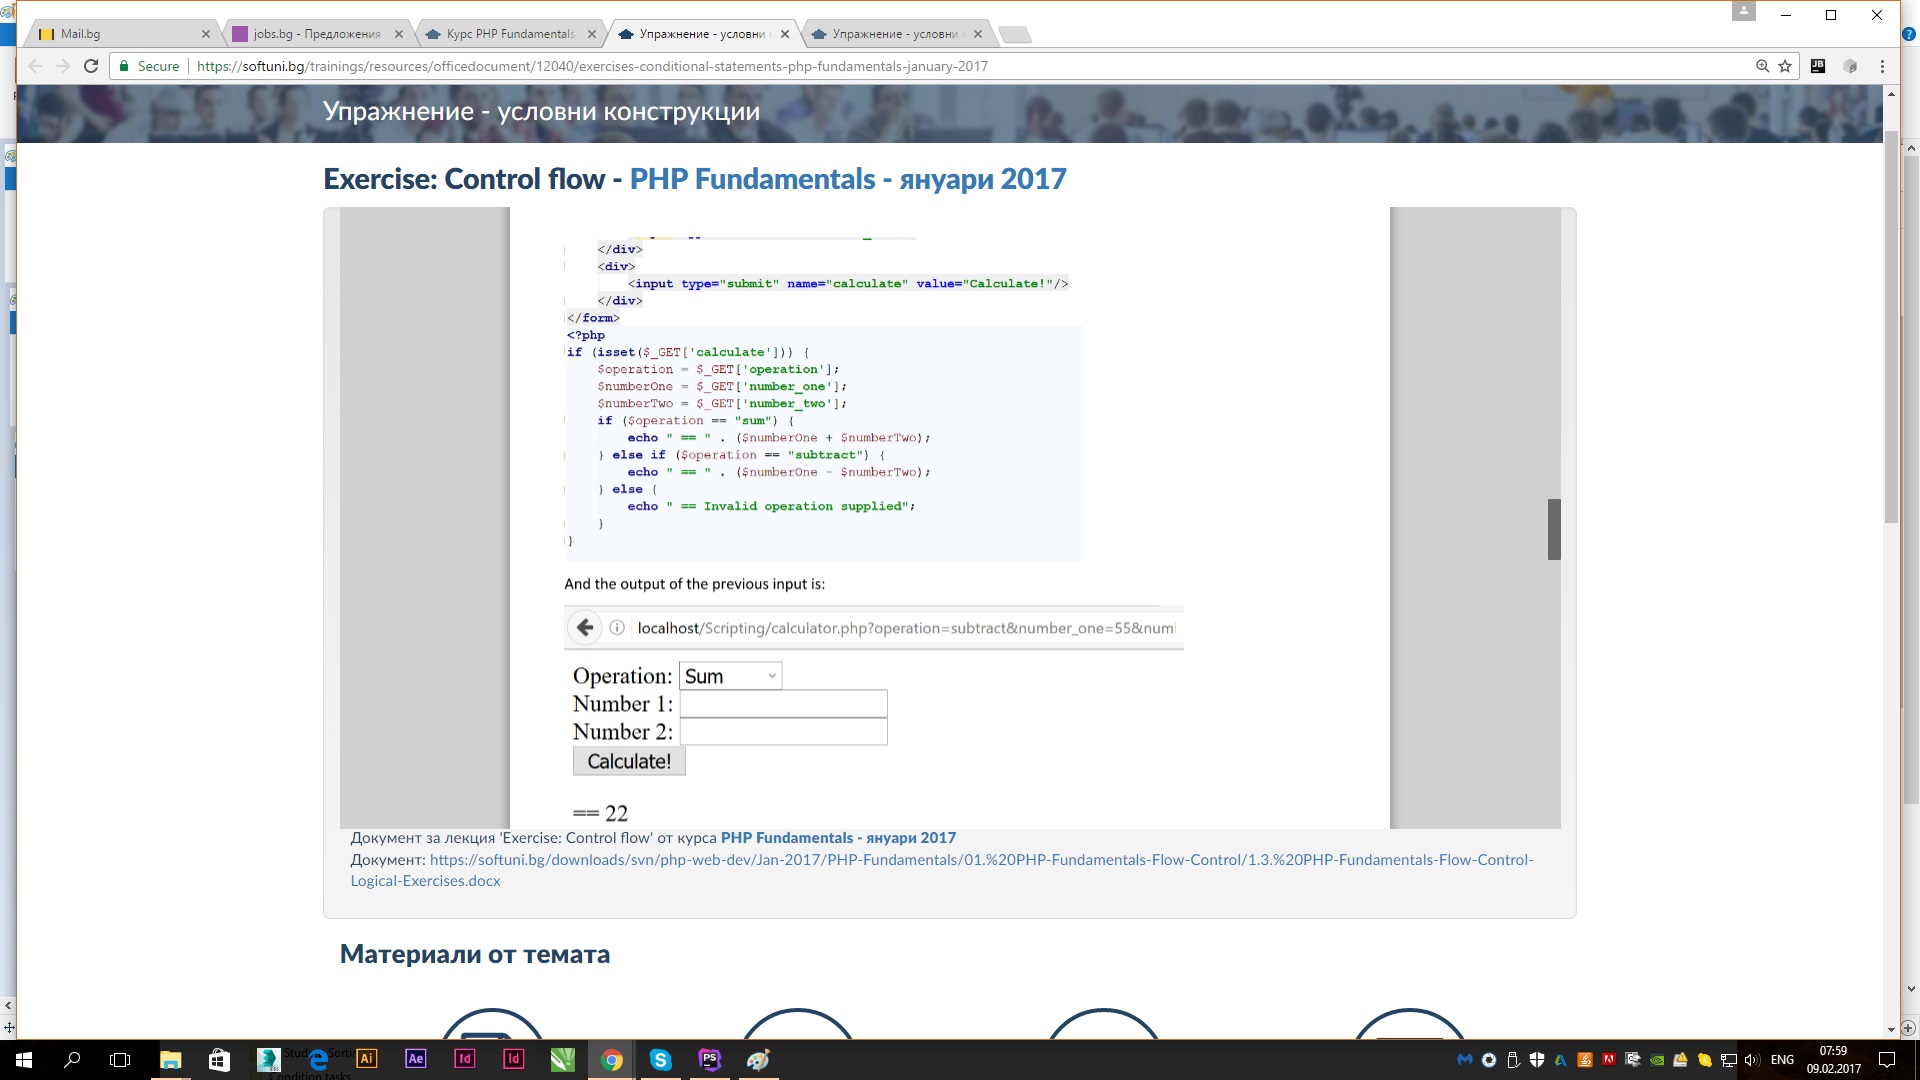 Mail.bg
jobs.bg - Предложения
Курс PHP Fundamentals
Упражнение - условни
Упражнение - условни
Secure
https://softuni.bg/trainings/resources/officedocument/12040/exercises-conditional-statements-php-fundamentals-january-2017
JB
Упражнение - условни конструкции
Exercise: Control flow - PHP Fundamentals - януари 2017
</div>
<div>
<input type="submit" name="calculate" value="Calculate!"/>
</div>
</form>
<?php
if (isset($_GET['calculate'])) {
$operation = $_GET['operation'];
$numberOne = $_GET['number_one'];
$numberTwo = $_GET['number_two'];
if ($operation == "sum") {
echo " == " . ($numberOne + $numberTwo);
} else if ($operation == "subtract") {
echo " == " . ($numberOne - $numberTwo);
} else {
echo " == Invalid operation supplied";
}
}
And the output of the previous input is:
localhost/Scripting/calculator.php?operation=subtract&number_one=55&num
Operation: Sum
Number 1:
Number 2:
Calculate!
== 22
Документ за лекция 'Exercise: Control flow' от курса PHP Fundamentals - януари 2017
Документ: https://softuni.bg/downloads/svn/php-web-dev/Jan-2017/PHP-Fundamentals/01.%20PHP-Fundamentals-Flow-Control/1.3.%20PHP-Fundamentals-Flow-Control-
Logical-Exercises.docx
Материали от темата
Ai
Ae
Id
Id
PS
ENG
07:59
09.02.2017
Condition tasks